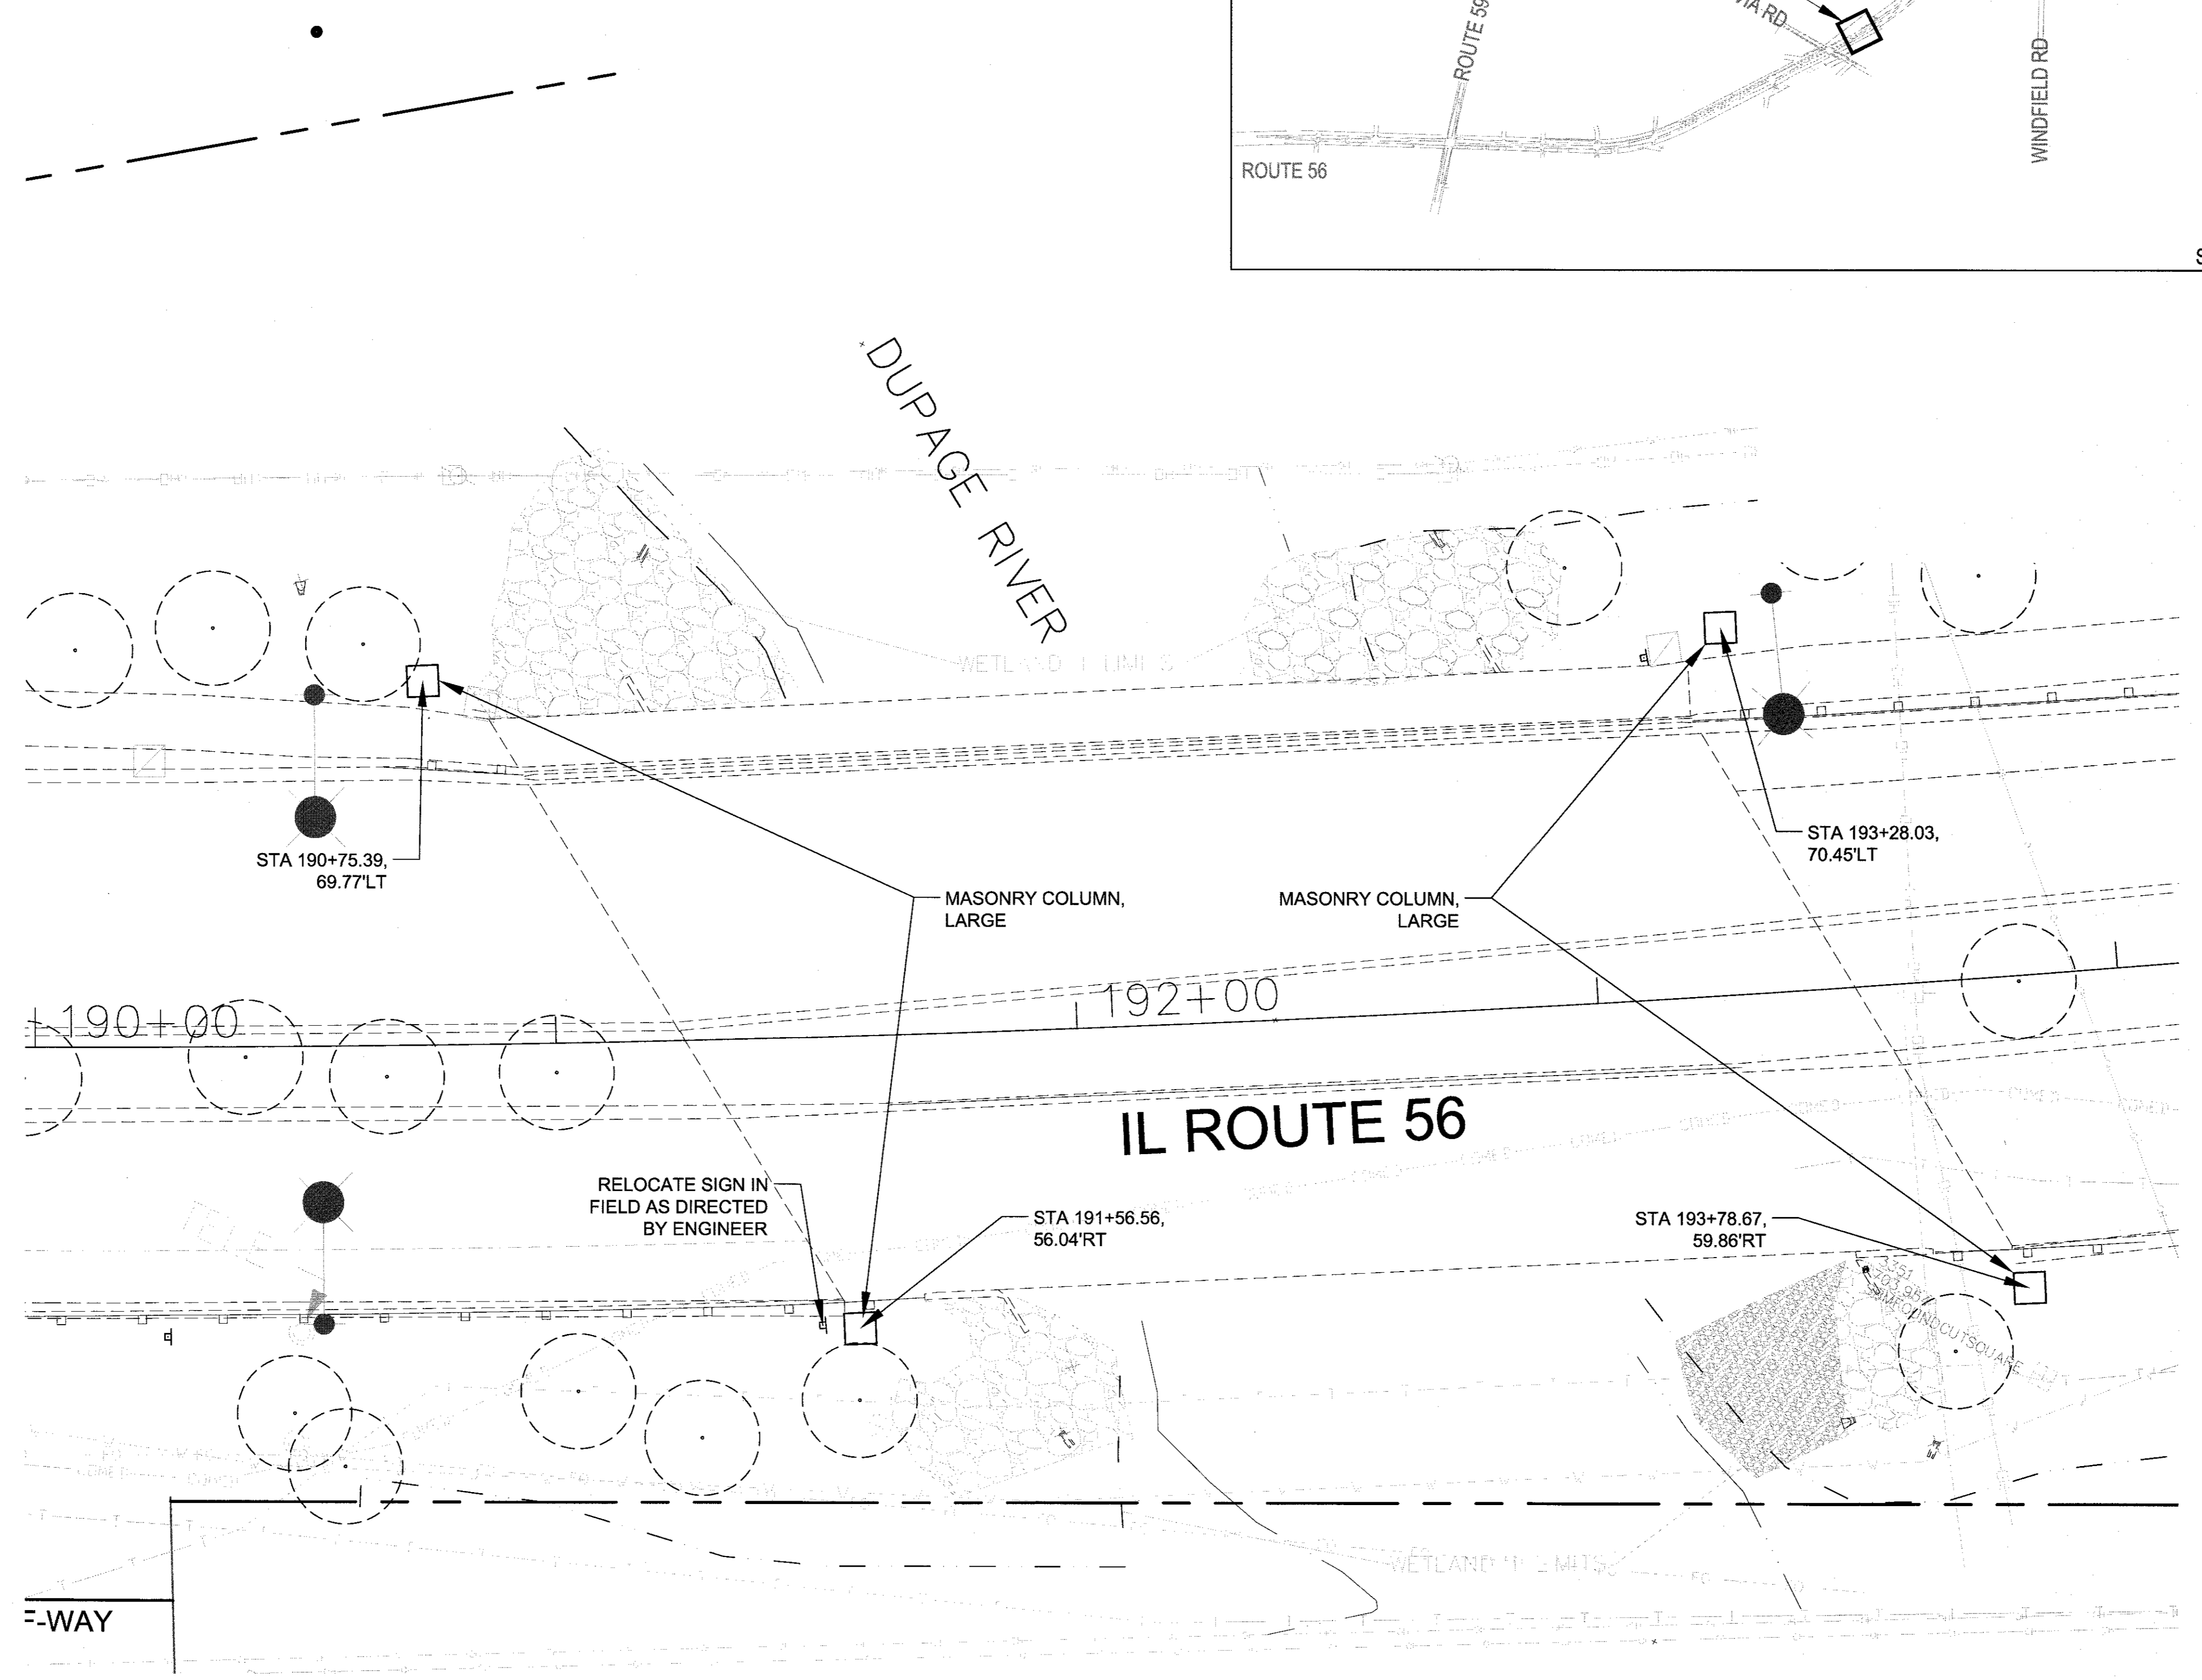 ROUTE 59
WINDFIELD RD
ROUTE 56
DUPAGE RIVER
STA 190+75.39,
69.77'LT
STA 193+28.03,
70.45'LT
MASONRY COLUMN,
LARGE
MASONRY COLUMN,
LARGE
190+00
192+00
IL ROUTE 56
RELOCATE SIGN IN
FIELD AS DIRECTED
BY ENGINEER
STA 191+56.56,
56.04'RT
STA 193+78.67,
59.86'RT
F-WAY